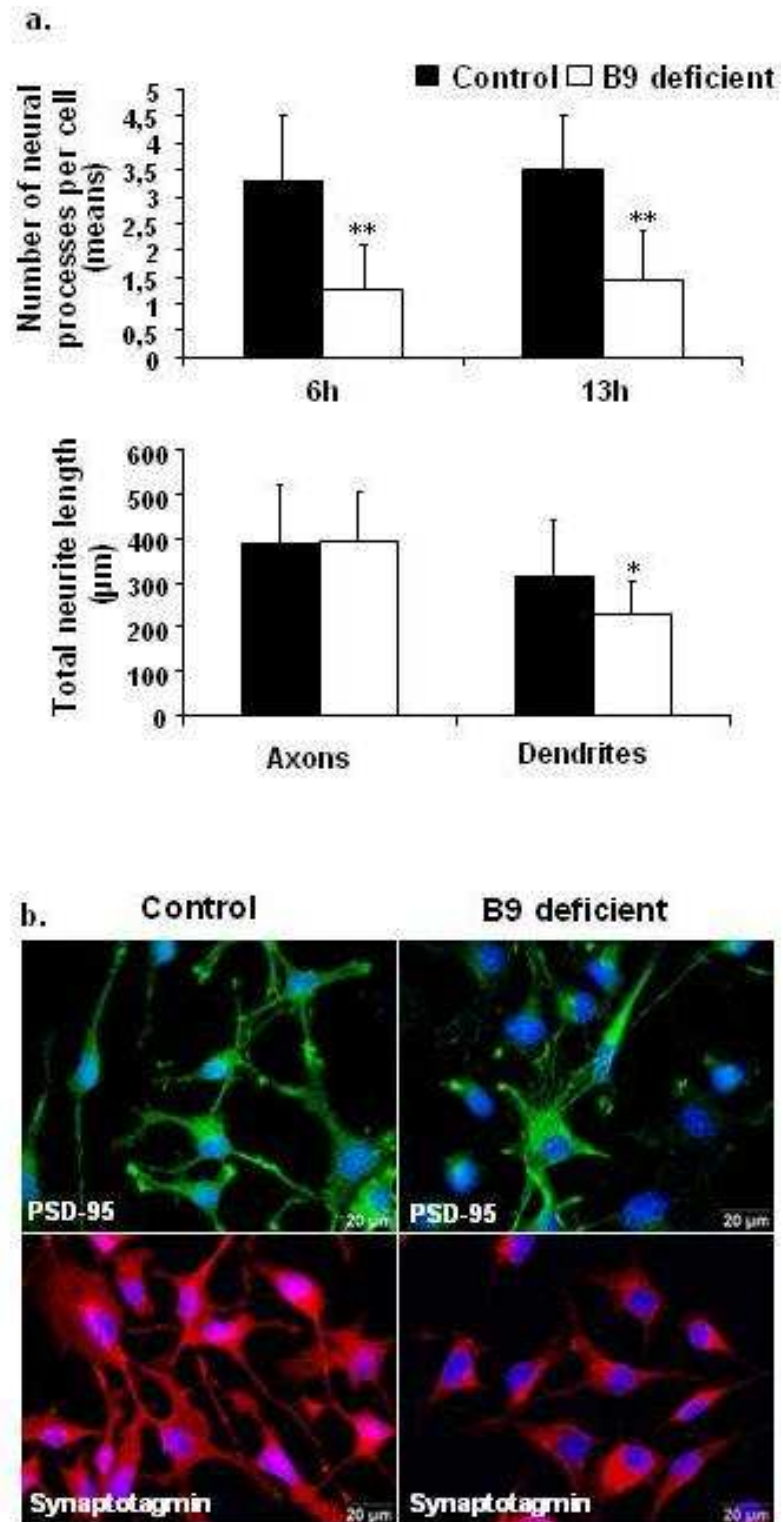 a.
Control B9 deficient
Number of neural
processes per cell
(means)
5
4,5
4
3,5
3
2,5
2
1,5
1
0,5
0
**
**
6h
13h
Total neurite length
(µm)
600
500
400
300
200
100
0
*
Axons
Dendrites
b.
Control
B9 deficient
PSD-95
20 µm
PSD-95
20 µm
Synaptotagmin
20 µm
Synaptotagmin
20 µm